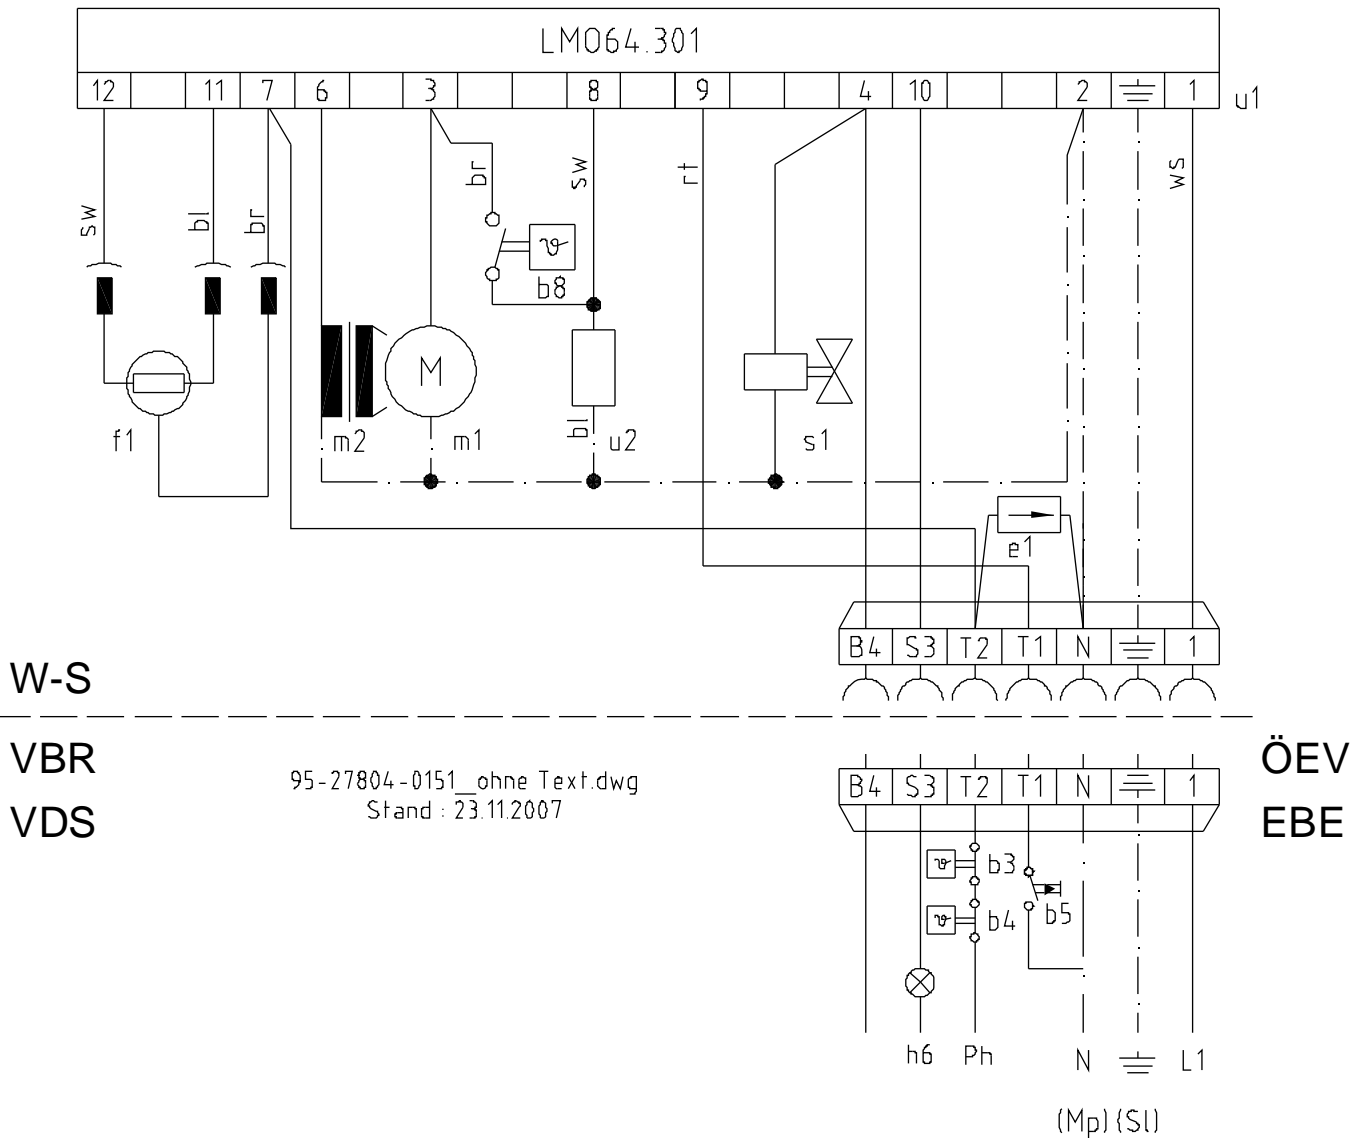 LMO64.301
12 11 7 6 3 8 9 4 10 2 1 u1
sw bl br br sw rt ws
ϑ
b8
M
f1 m2 m1 bl u2 s1
e1
B4 S3 T2 T1 N 1
W-S
VBR ÖEV
95-27804-0151_ohne Text.dwg
Stand : 23.11.2007
B4 S3 T2 T1 N 1
VDS EBE
ϑ b3
ϑ b4 b5
h6 Ph N L1
(Mp) (Sl)